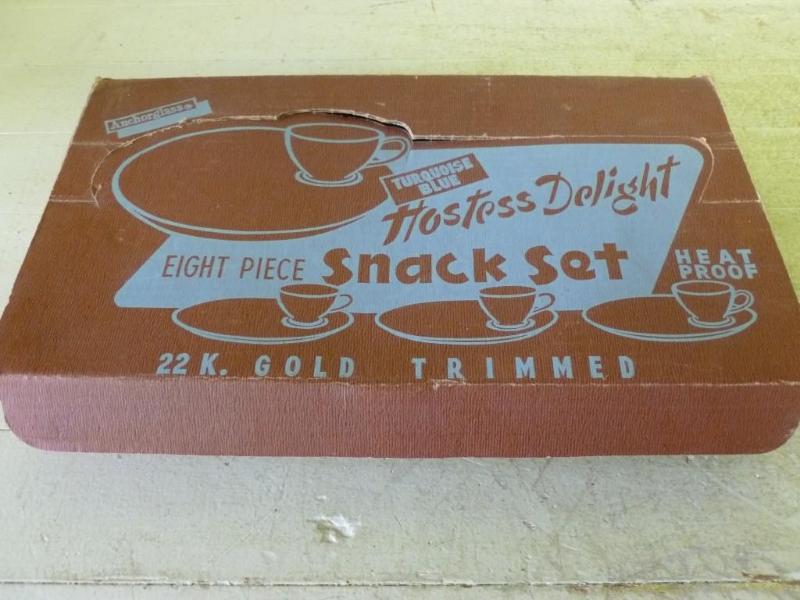 Anchorglass®
TURQUOISE
BLUE
Hostess Delight
EIGHT PIECE Snack Set
HEAT
PROOF
22 K. GOLD TRIMMED